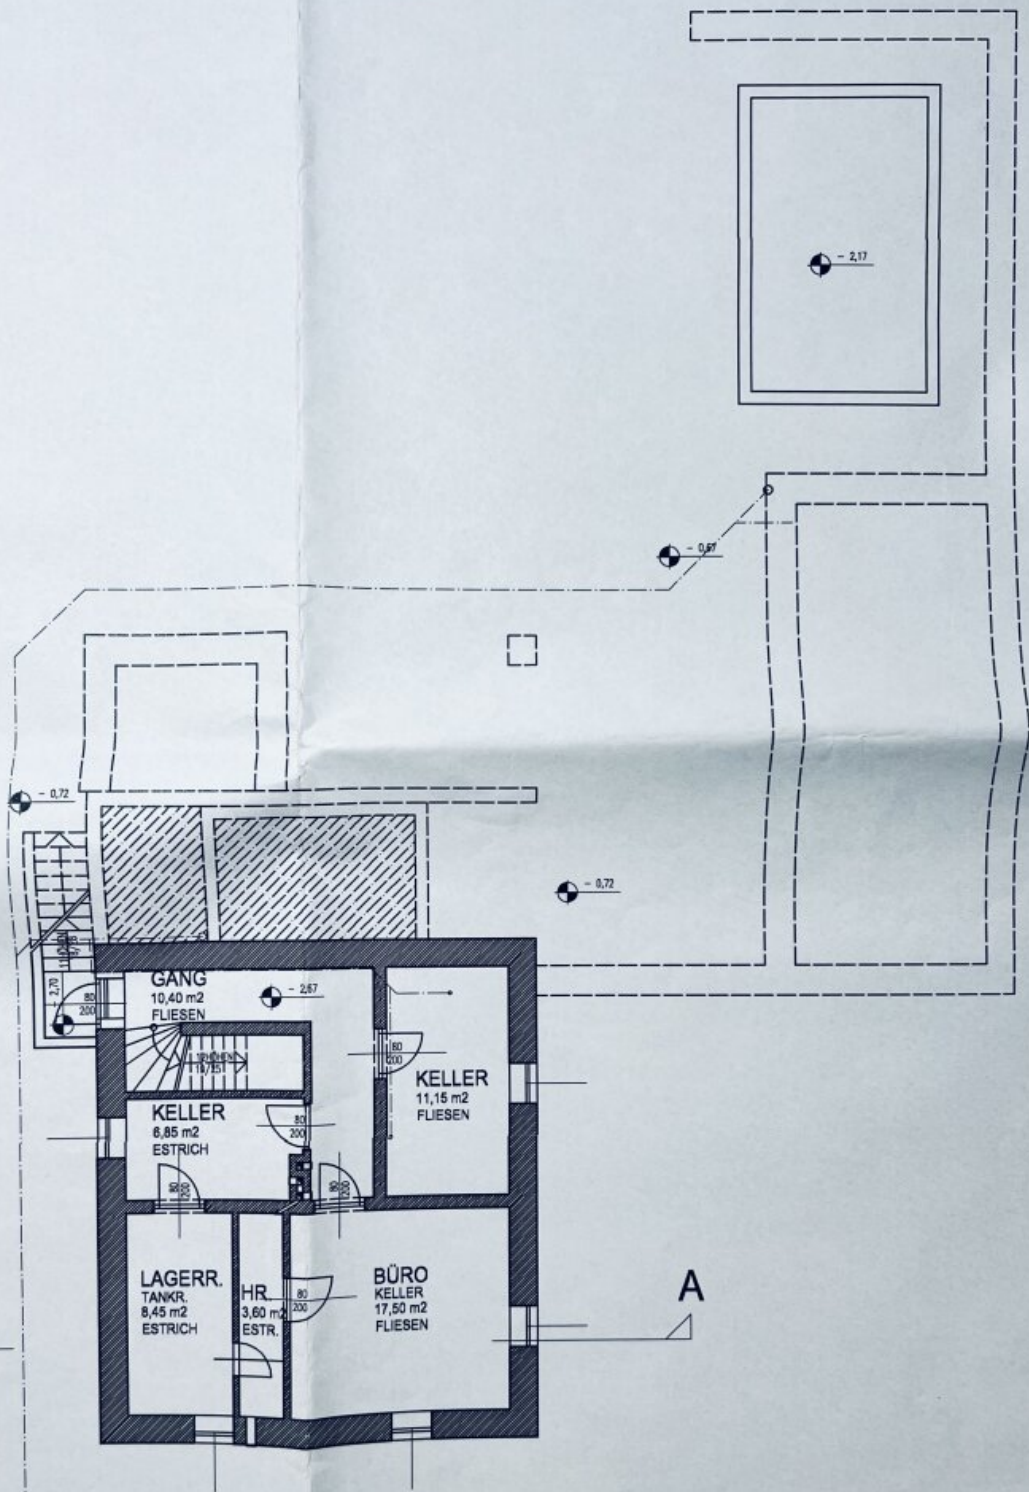 - 2,17
- 0,67
- 0,72
- 0,72
GANG
10,40 m2
FLIESEN
- 2,67
- 2,70
80
200
80
200
KELLER
11,15 m2
FLIESEN
KELLER
6,85 m2
ESTRICH
80
200
80
200
80
200
LAGERR.
TANKR.
8,45 m2
ESTRICH
HR.
3,60 m2
ESTR.
80
200
BÜRO
KELLER
17,50 m2
FLIESEN
A